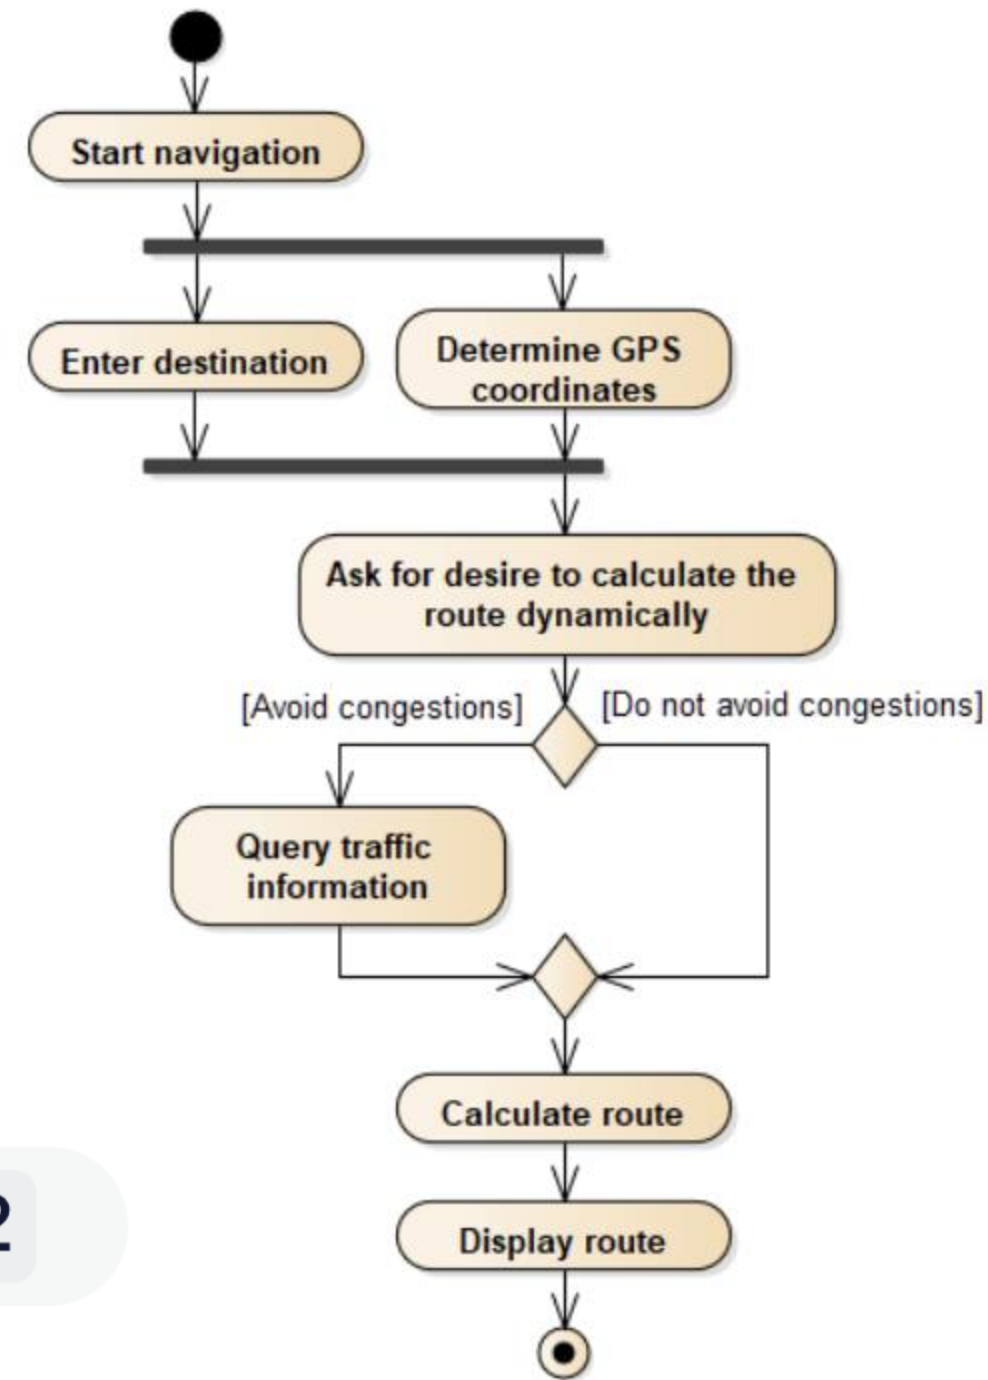 Start navigation
Enter destination
Determine GPS
coordinates
Ask for desire to calculate the
route dynamically
[Avoid congestions]
[Do not avoid congestions]
Query traffic
information
Calculate route
Display route
2